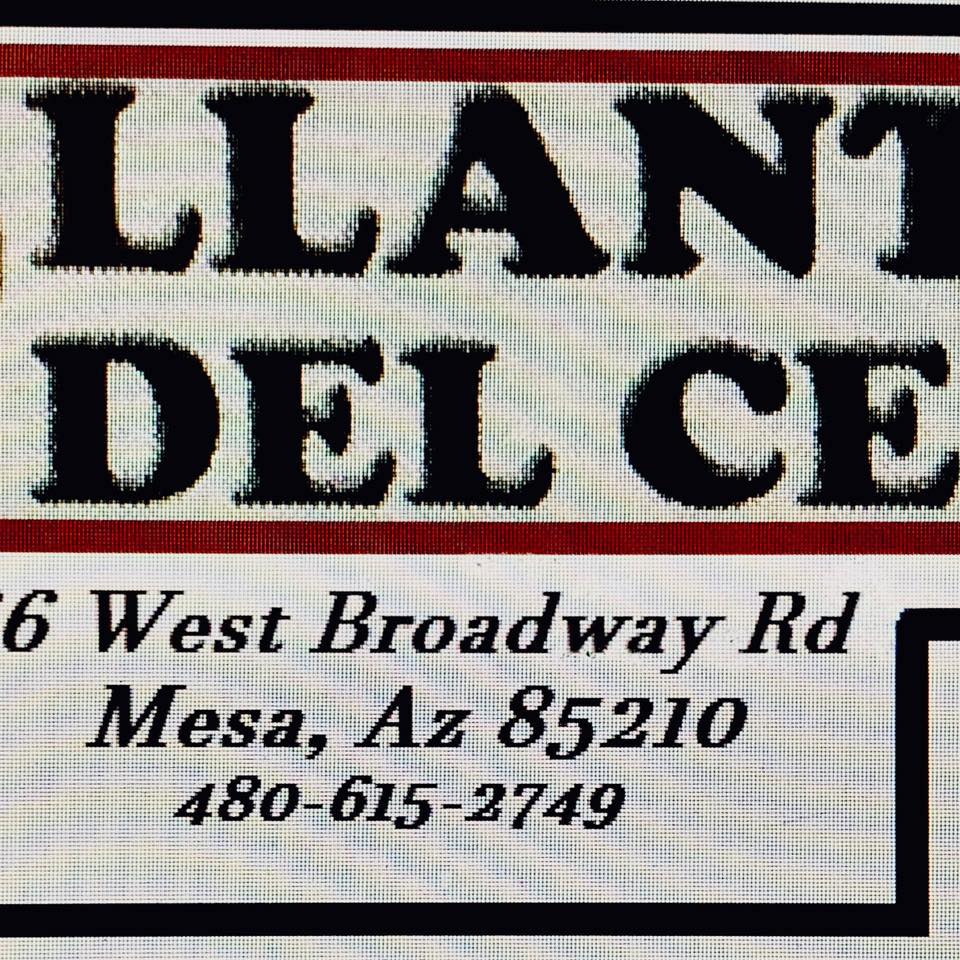 LLANT
DEL CE
6 West Broadway Rd
Mesa, Az 85210
480-615-2749